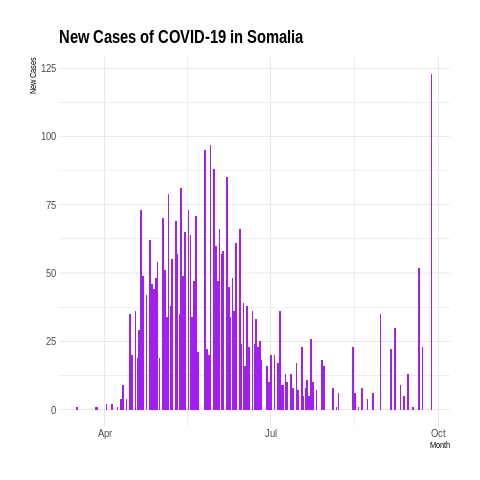 New Cases of COVID-19 in Somalia
New Cases
125
100
75
50
25
0
Apr
Jul
Oct
Month